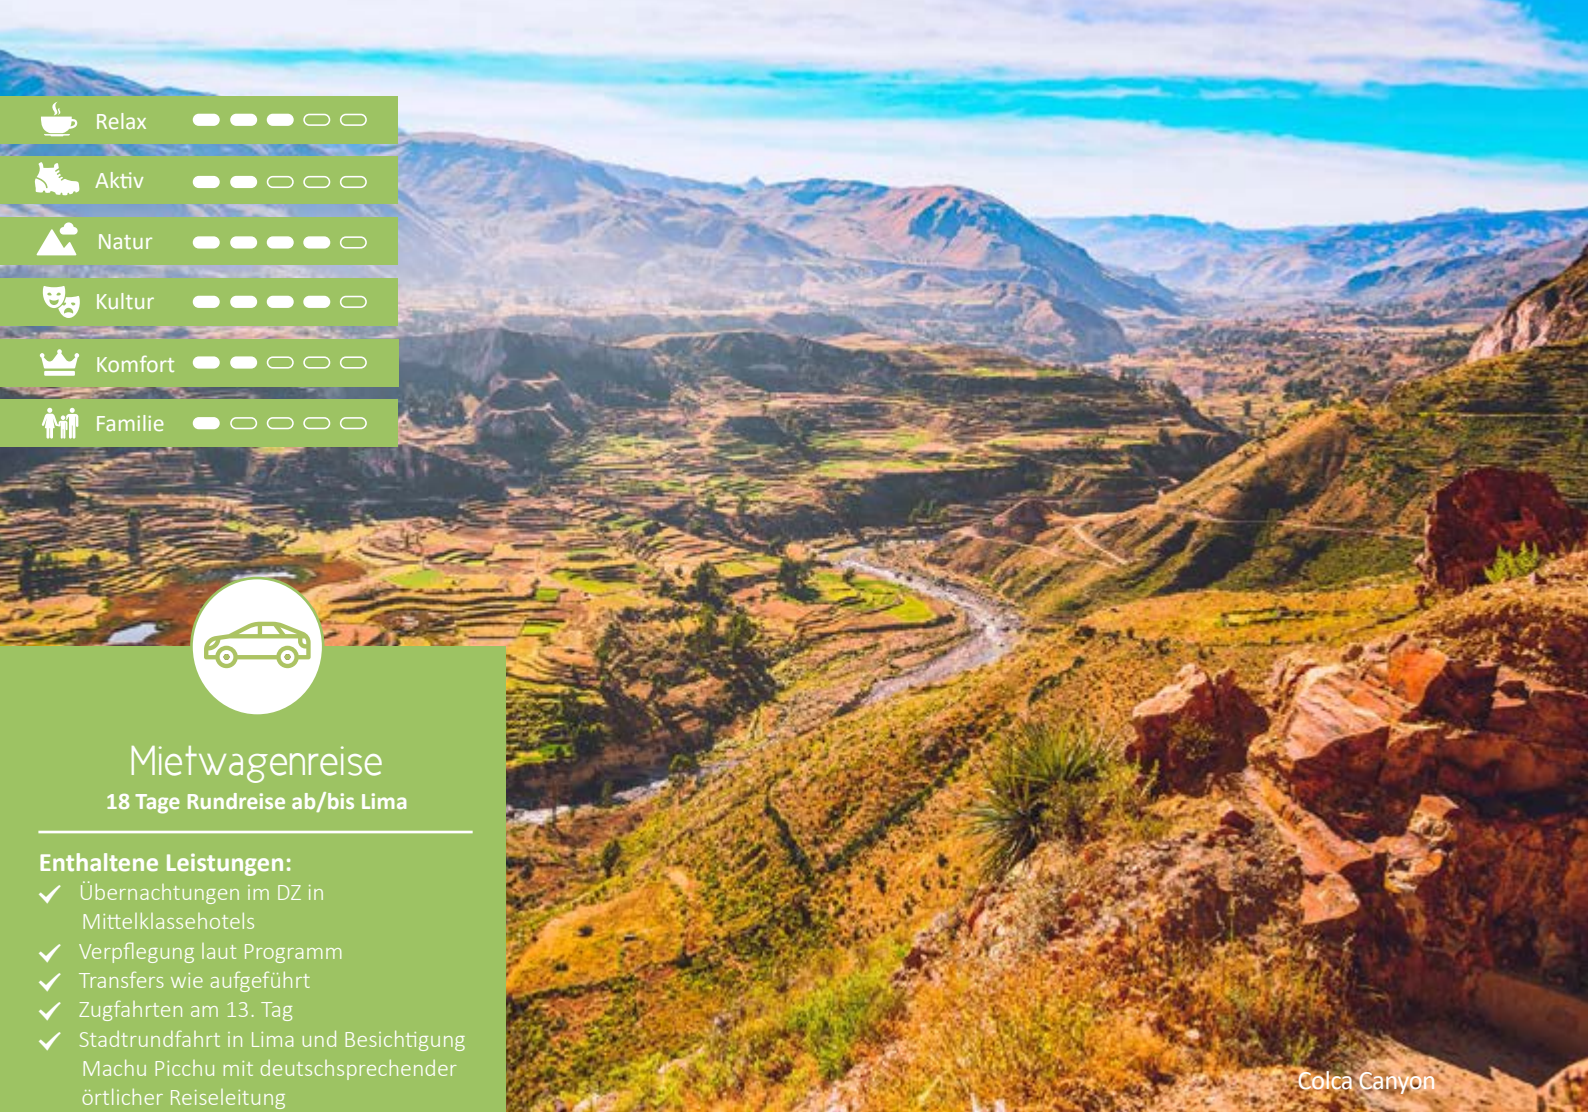 Relax
Aktiv
Natur
Kultur
Komfort
Familie
Mietwagenreise
18 Tage Rundreise ab/bis Lima
Enthaltene Leistungen:
Übernachtungen im DZ in
Mittelklassehotels
Verpflegung laut Programm
Transfers wie aufgeführt
Zugfahrten am 13. Tag
Stadtrundfahrt in Lima und Besichtigung
Machu Picchu mit deutschsprechender
örtlicher Reiseleitung
Colca Canyon